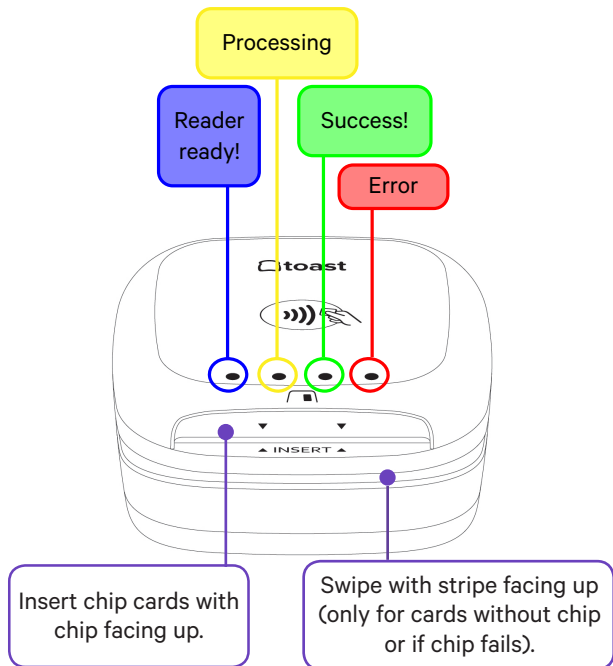 Processing
Reader
ready!
Success!
Error
toast
INSERT
Insert chip cards with
chip facing up.
Swipe with stripe facing up
(only for cards without chip
or if chip fails).